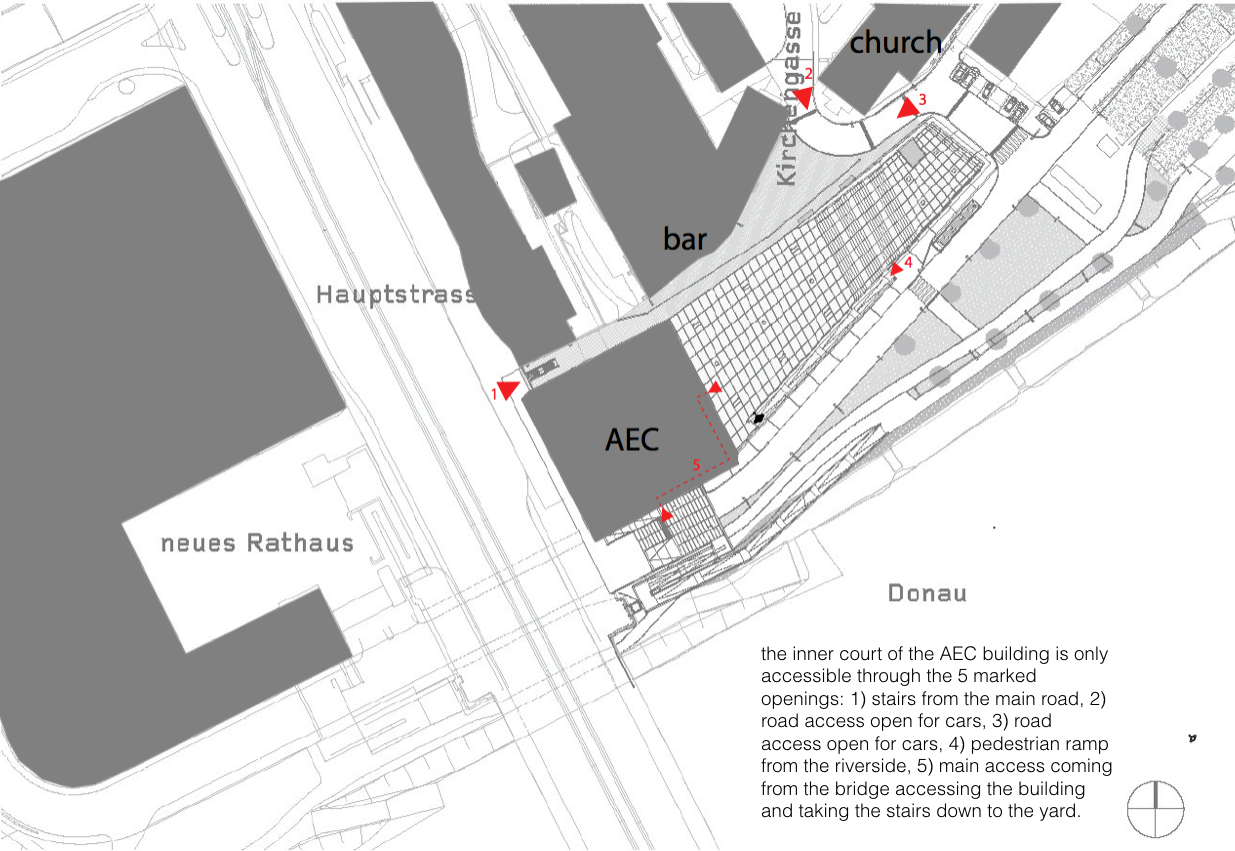 church
Kirchengasse
2
3
bar
4
Hauptstrass
1
AEC
5
neues Rathaus
Donau
the inner court of the AEC building is only
accessible through the 5 marked
openings: 1) stairs from the main road, 2)
road access open for cars, 3) road
access open for cars, 4) pedestrian ramp
from the riverside, 5) main access coming
from the bridge accessing the building
and taking the stairs down to the yard.